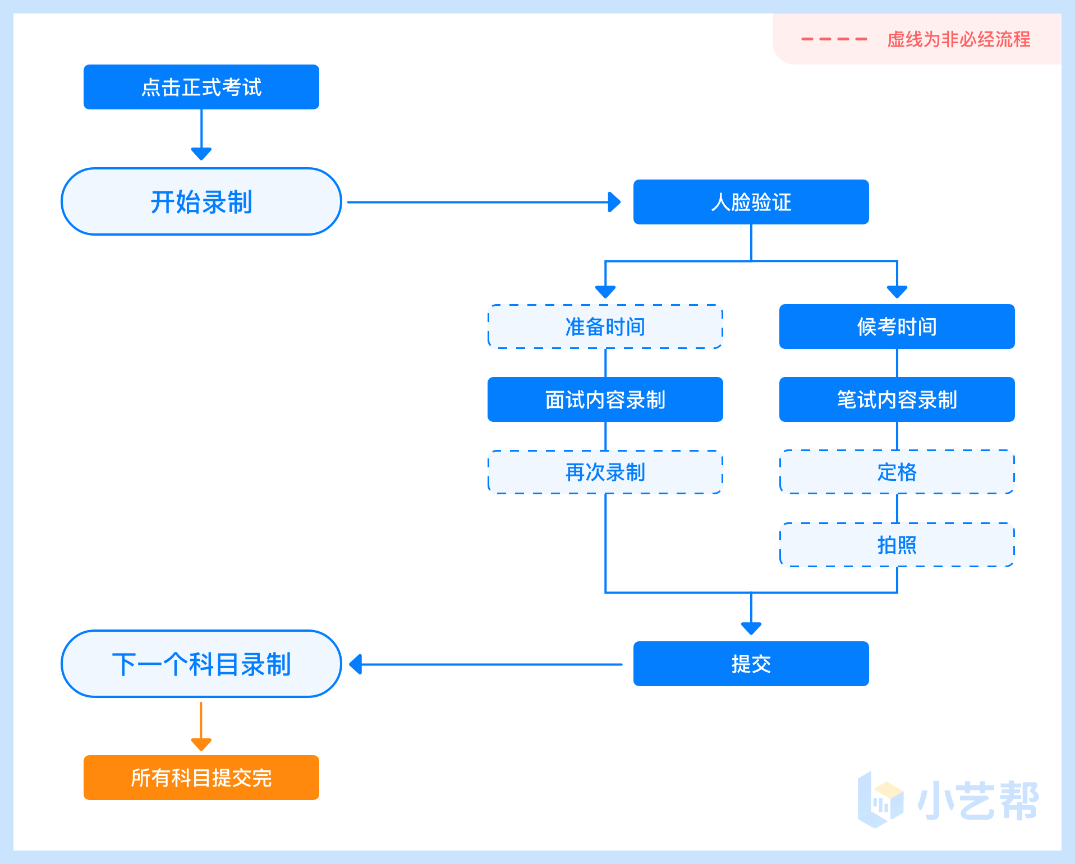 虚线为非必经流程
点击正式考试
开始录制
人脸验证
准备时间
候考时间
面试内容录制
笔试内容录制
再次录制
定格
拍照
下一个科目录制
提交
所有科目提交完
小艺帮